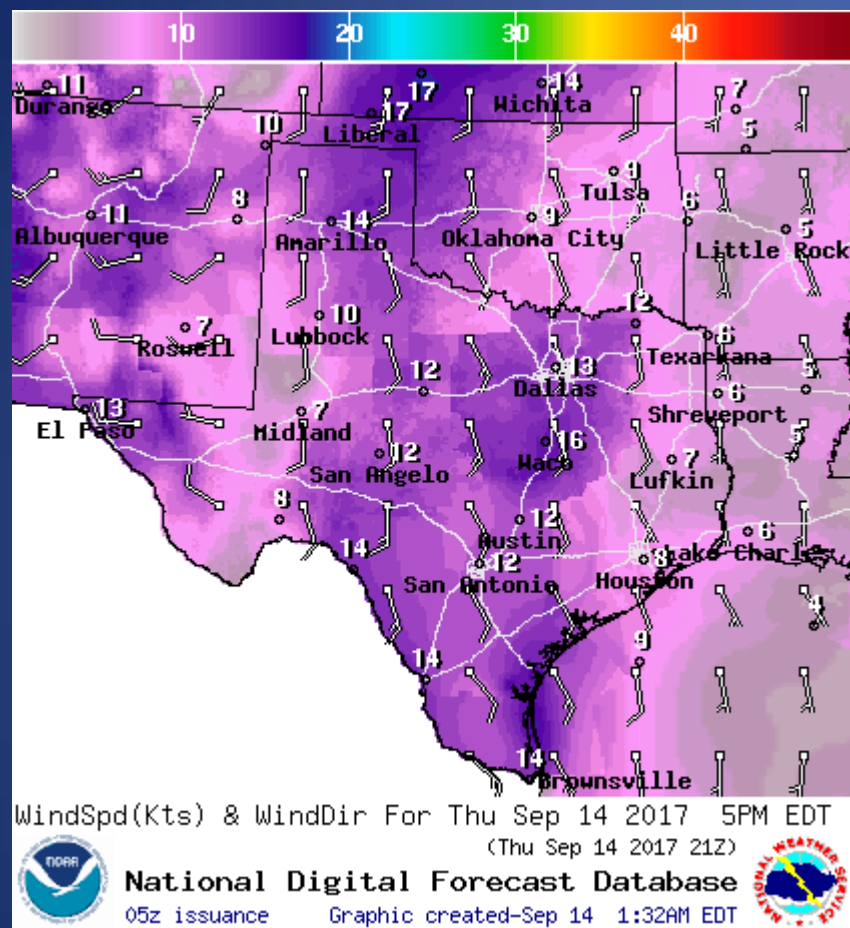 10 20 30 40
11 17 14 7
Durango Wichita
17
Liberal
10 5
9
Tulsa
8 6
11 14 9 5
Albuquerque Amarillo Oklahoma City Little Rock
10 12
7 Lubbock 6
Roswell Texarkana
13
12 Dallas 5
6
13 7 Shreveport
El Paso Midland
16 5
12 Waco 7
San Angelo Lufkin
8 12 6
Austin
Lake Charles
14 12 8
San Antonio Houston
4
9
14
14
Brownsville
WindSpd(Kts) & WindDir For Thu Sep 14 2017 5PM EDT
(Thu Sep 14 2017 21Z)
NOAA
National Digital Forecast Database
05z issuance Graphic created-Sep 14 1:32AM EDT
NATIONAL WEATHER SERVICE